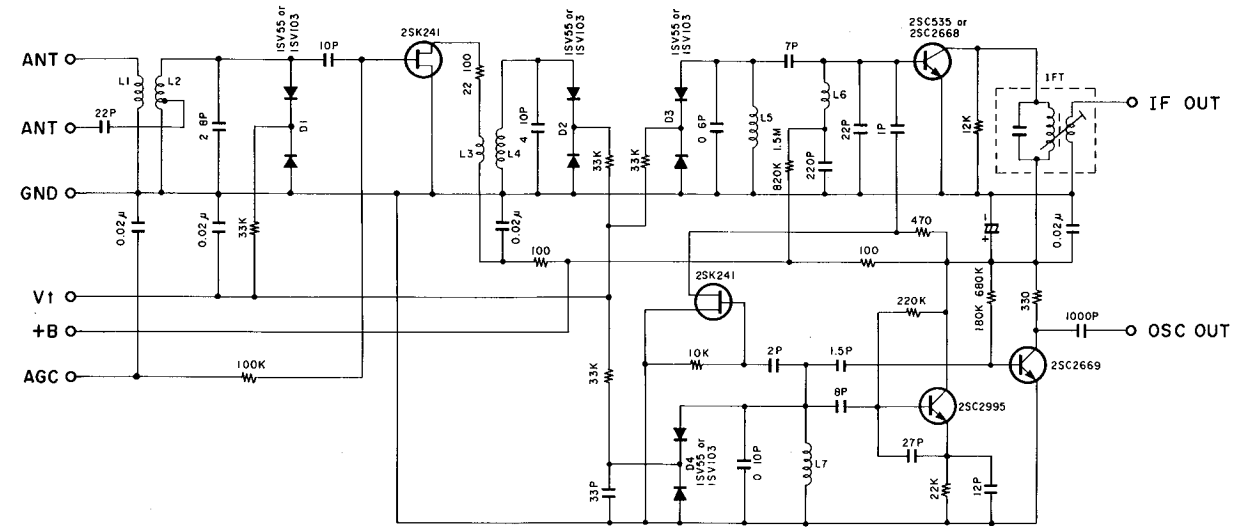 ANT
ANT
GND
Vt
+B
AGC
L1
L2
22P
2 8P
1SV55 or
1SV103
D1
10P
2SK241
22 100
L3
L4
4 10P
1SV55 or
1SV103
D2
33K
33K
1SV55 or
1SV103
D3
0 6P
L5
7P
L6
820K 1.5M
220P
22P
1P
2SC535 or
2SC2668
12K
1FT
IF OUT
0.02μ
0.02μ
33K
0.02μ
100
100
470
- +
0.02μ
2SK241
220K
180K 680K
330
1000P
OSC OUT
100K
33K
10K
2P
1.5P
2SC2669
8P
2SC2995
33P
D4
1SV55 or
1SV103
0 10P
L7
27P
22K
12P